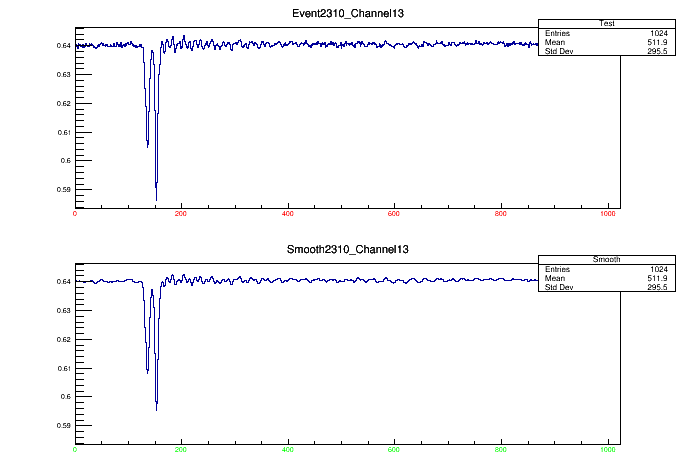 Event2310_Channel13
Test
Entries 1024
Mean 511.9
Std Dev 295.5
0.64
0.63
0.62
0.61
0.6
0.59
0 200 400 600 800 1000
Smooth2310_Channel13
Smooth
Entries 1024
Mean 511.9
Std Dev 295.5
0.64
0.63
0.62
0.61
0.6
0.59
0 200 400 600 800 1000